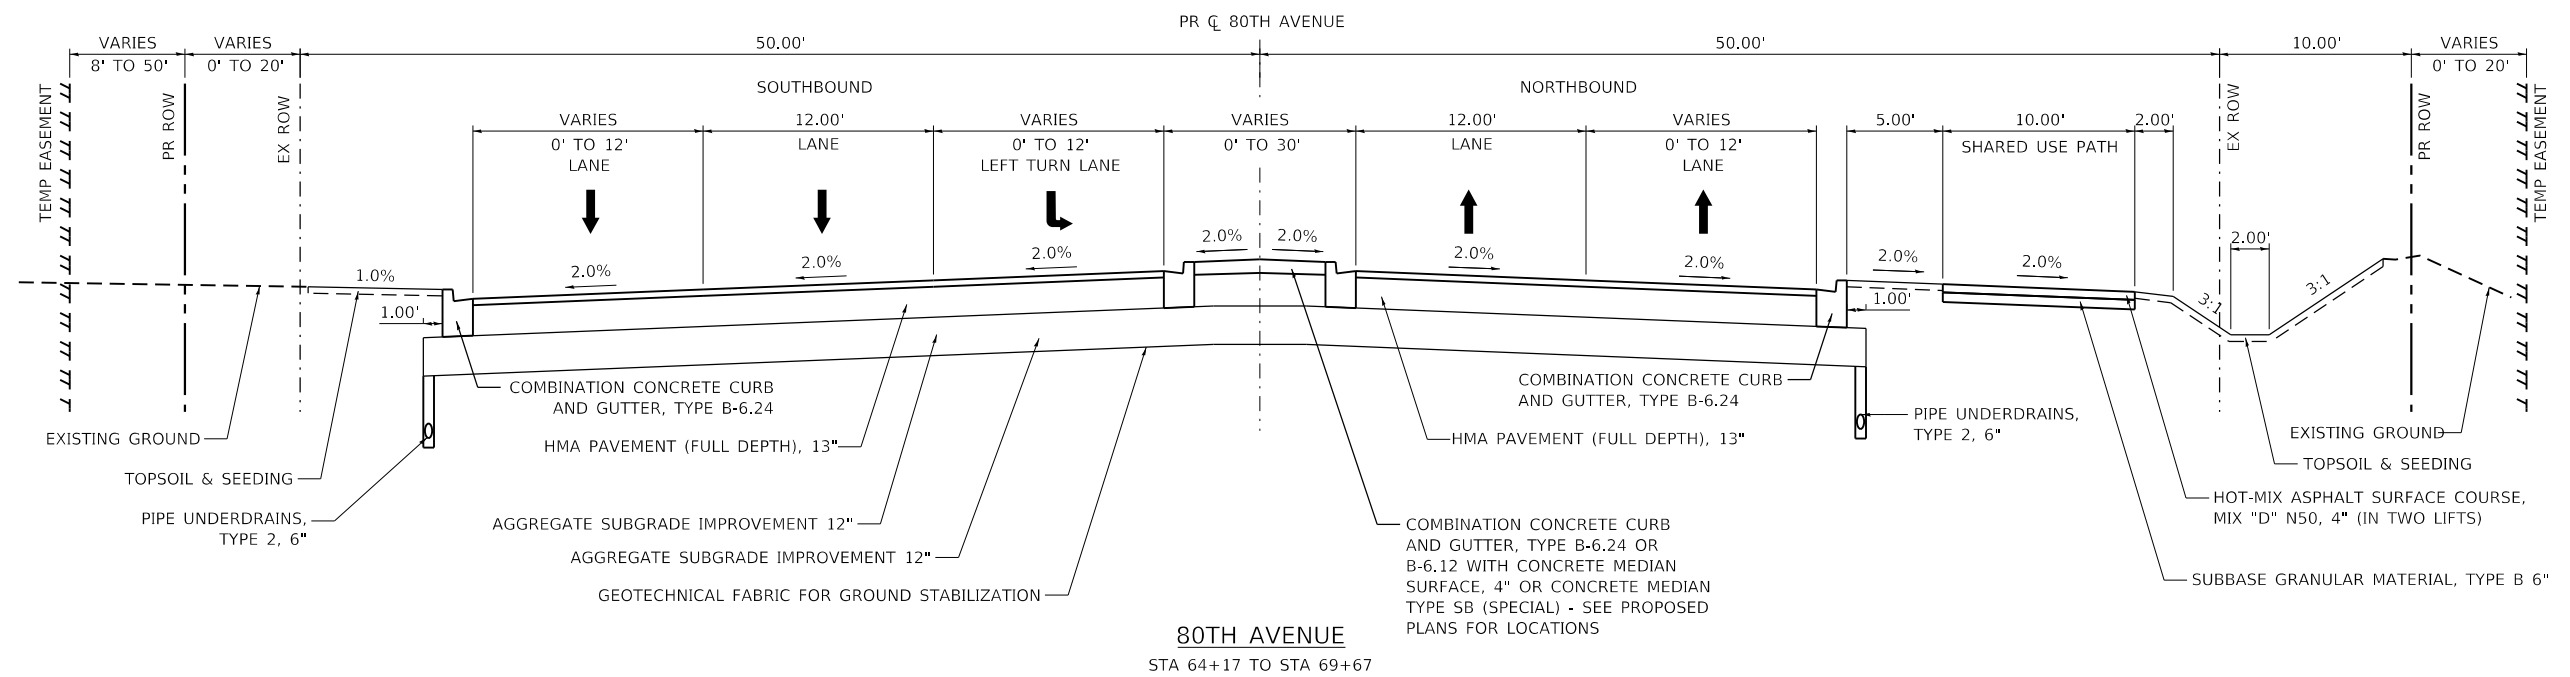 PR ℄ 80TH AVENUE
VARIES
8' TO 50'
VARIES
0' TO 20'
50.00'
50.00'
10.00'
VARIES
0' TO 20'
SOUTHBOUND
NORTHBOUND
TEMP EASEMENT
PR ROW
EX ROW
VARIES
0' TO 12'
LANE
12.00'
LANE
VARIES
0' TO 12'
LEFT TURN LANE
VARIES
0' TO 30'
12.00'
LANE
VARIES
0' TO 12'
LANE
5.00'
10.00'
SHARED USE PATH
2.00'
EX ROW
PR ROW
TEMP EASEMENT
1.0%
2.0%
2.0%
2.0%
2.0%
2.0%
2.0%
2.0%
2.0%
2.0%
2.00'
3:1
3:1
1.00'
1.00'
COMBINATION CONCRETE CURB
AND GUTTER, TYPE B-6.24
COMBINATION CONCRETE CURB
AND GUTTER, TYPE B-6.24
EXISTING GROUND
HMA PAVEMENT (FULL DEPTH), 13"
HMA PAVEMENT (FULL DEPTH), 13"
PIPE UNDERDRAINS,
TYPE 2, 6"
EXISTING GROUND
TOPSOIL & SEEDING
TOPSOIL & SEEDING
PIPE UNDERDRAINS,
TYPE 2, 6"
AGGREGATE SUBGRADE IMPROVEMENT 12"
AGGREGATE SUBGRADE IMPROVEMENT 12"
GEOTECHNICAL FABRIC FOR GROUND STABILIZATION
COMBINATION CONCRETE CURB
AND GUTTER, TYPE B-6.24 OR
B-6.12 WITH CONCRETE MEDIAN
SURFACE, 4" OR CONCRETE MEDIAN
TYPE SB (SPECIAL) - SEE PROPOSED
PLANS FOR LOCATIONS
HOT-MIX ASPHALT SURFACE COURSE,
MIX "D" N50, 4" (IN TWO LIFTS)
SUBBASE GRANULAR MATERIAL, TYPE B 6"
80TH AVENUE
STA 64+17 TO STA 69+67